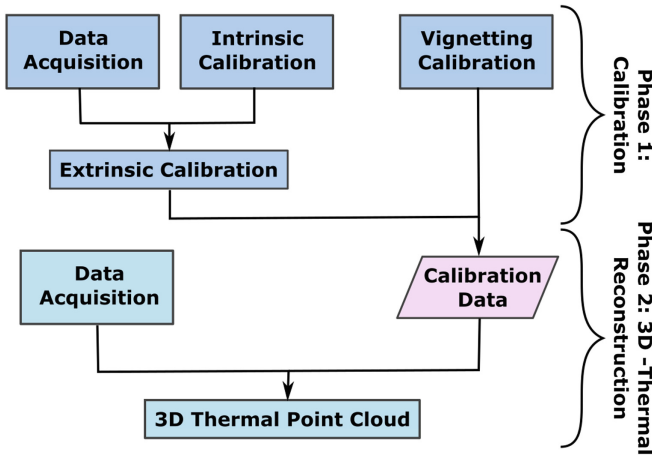 Data
Acquisition
Intrinsic
Calibration
Vignetting
Calibration
Extrinsic Calibration
Phase 1:
Calibration
Data
Acquisition
Calibration
Data
3D Thermal Point Cloud
Phase 2: 3D -Thermal
Reconstruction